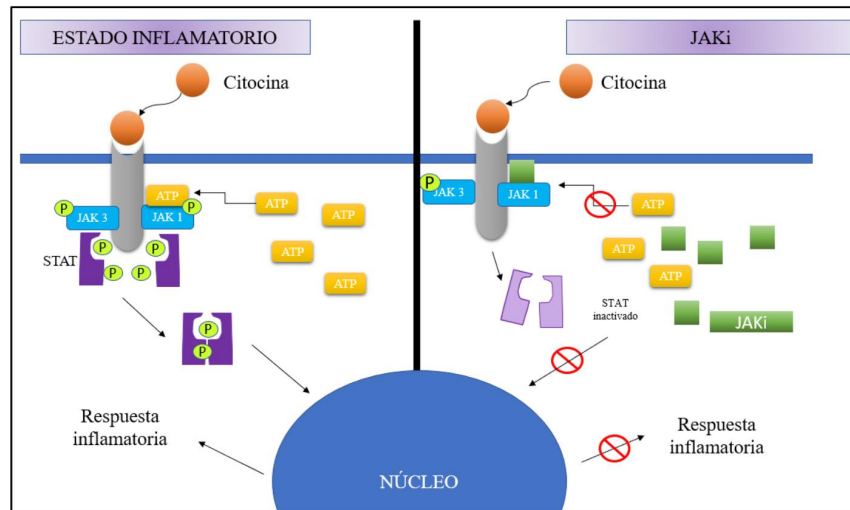 ESTADO INFLAMATORIO
Citocina
ATP
P
P
JAK 3
JAK 1
ATP
ATP
P
P
STAT
P
P
ATP
ATP
P
P
Respuesta
inflamatoria
JAKi
Citocina
P
JAK 3
JAK 1
ATP
ATP
ATP
STAT
inactivado
JAKi
Respuesta
inflamatoria
NÚCLEO